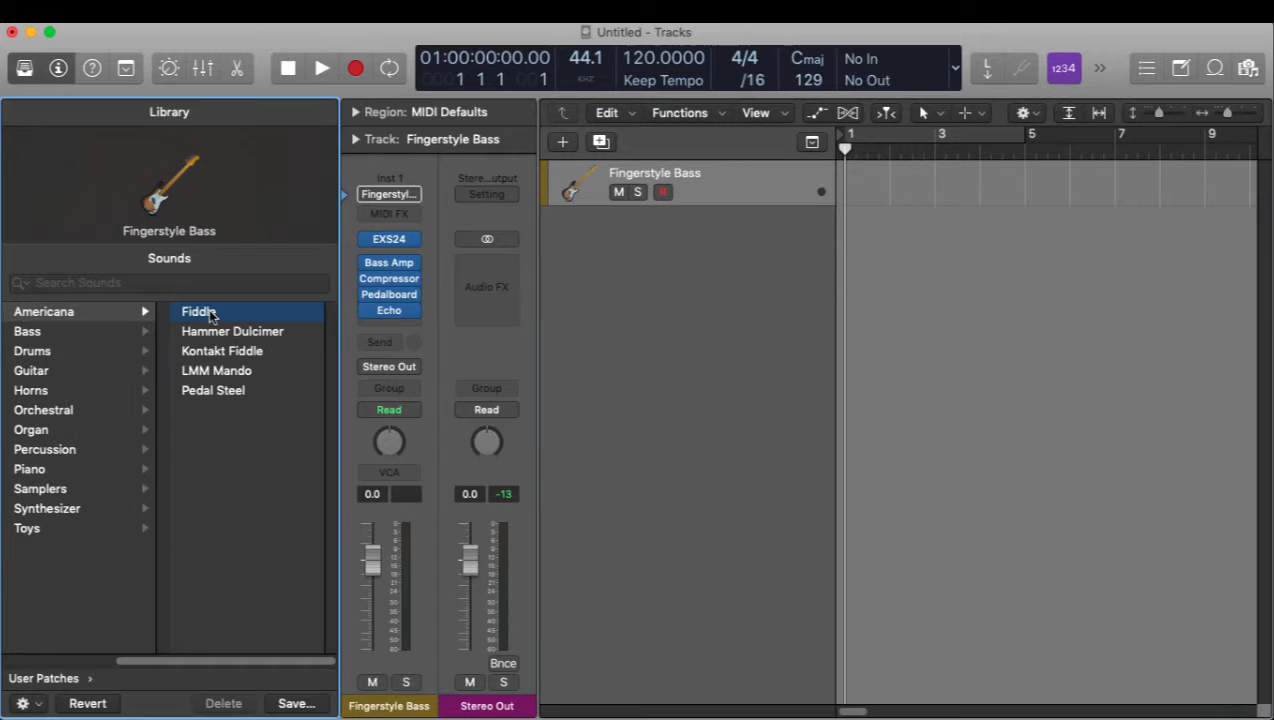 Untitled - Tracks
1234
01:00:00:00.00
1 1 1 1
44.1
KHZ
120.0000
Keep Tempo
4/4
/16
Cmaj
129
No In
No Out
Library
Fingerstyle Bass
Sounds
Search Sounds
Americana
Bass
Drums
Guitar
Horns
Orchestral
Organ
Percussion
Piano
Samplers
Synthesizer
Toys
Fiddle
Hammer Dulcimer
Kontakt Fiddle
LMM Mando
Pedal Steel
User Patches
Revert
Delete
Save...
Region: MIDI Defaults
Track: Fingerstyle Bass
Inst 1
Fingerstyl...
MIDI FX
EXS24
Bass Amp
Compressor
Pedalboard
Echo
Send
Stereo Out
Group
Read
VCA
0.0
M S
Fingerstyle Bass
Stere...utput
Setting
Audio FX
Group
Read
0.0 -13
Bnce
M S
Stereo Out
Edit
Functions
View
1 3 5 7 9
Fingerstyle Bass
M S R